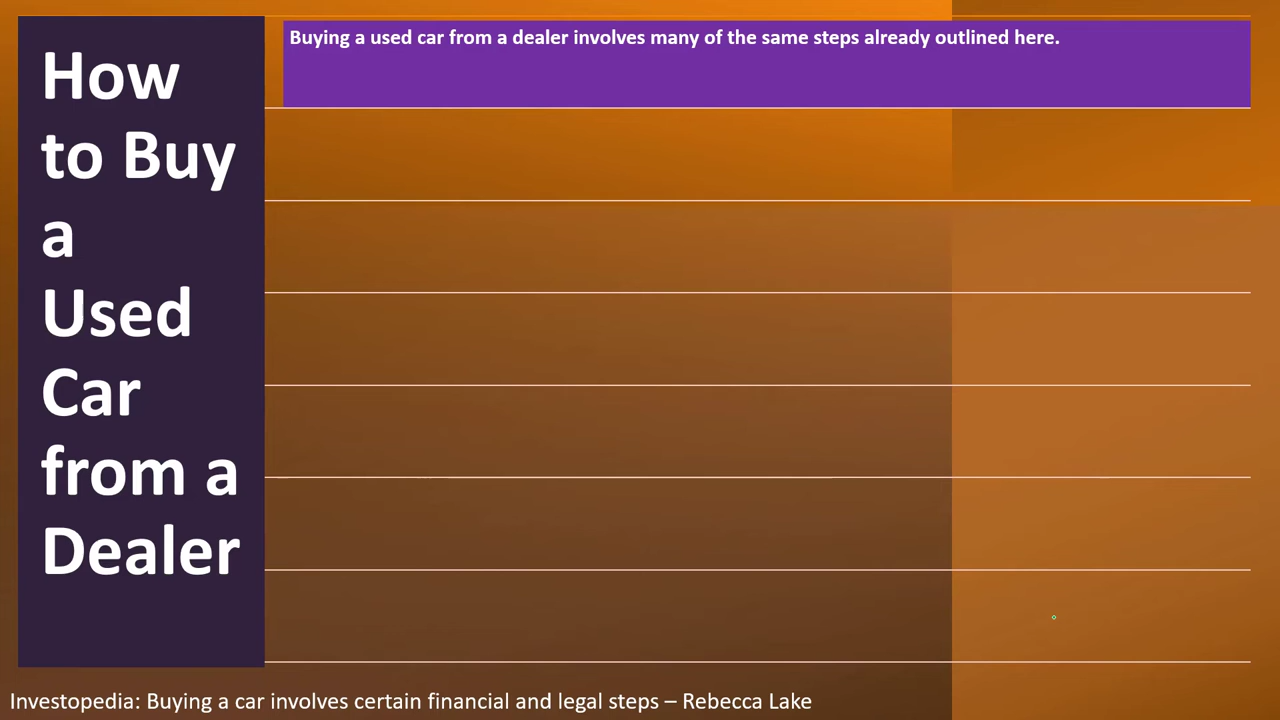 How
to Buy
a
Used
Car
from a
Dealer
Buying a used car from a dealer involves many of the same steps already outlined here.
Investopedia: Buying a car involves certain financial and legal steps – Rebecca Lake